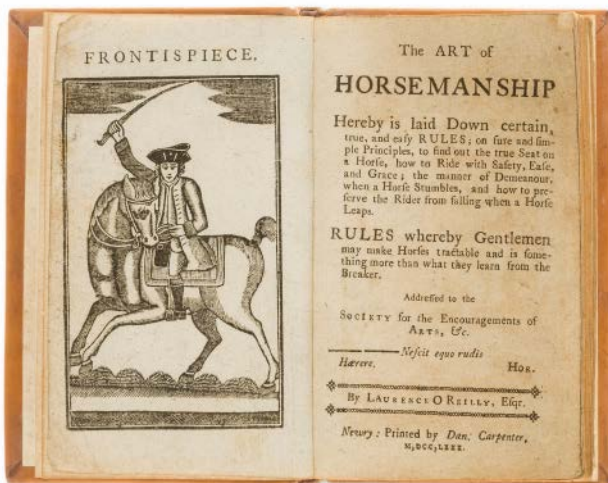 FRONTISPIECE.
The ART of
HORSEMANSHIP
Hereby is laid Down certain,
true, and eaſy RULES; on ſure and ſim-
ple Principles, to find out the true Seat on
a Horſe, how to Ride with Safety, Eaſe,
and Grace; the manner of Demeanour,
when a Horſe Stumbles, and how to pre-
ſerve the Rider from falling when a Horſe
Leaps.
RULES whereby Gentlemen
may make Horſes tractable and is ſome-
thing more than what they learn from the
Breaker.
Addreſſed to the
SOCIETY for the Encouragements of
ARTS, &c.
Neſcit equo rudis
Hærere. HOR.
By LAURENCE O REILLY, Eſqr.
Newry: Printed by Dan. Carpenter,
M,DCC,LXXX.